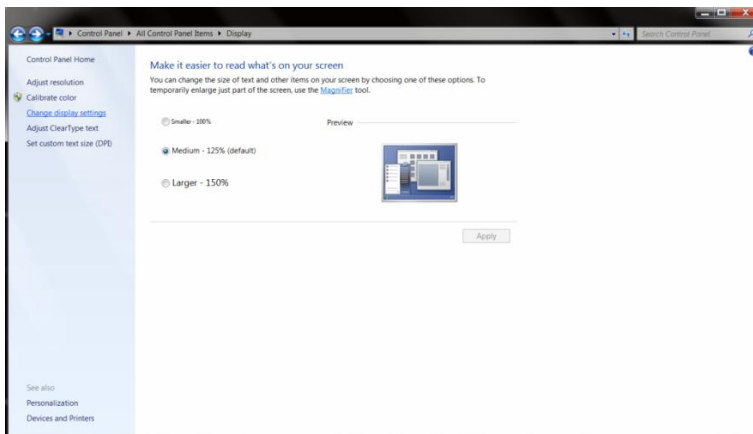 Control Panel ▸ All Control Panel Items ▸ Display
Search Control Panel
Control Panel Home
Adjust resolution
Calibrate color
Change display settings
Adjust ClearType text
Set custom text size (DPI)
Make it easier to read what's on your screen
You can change the size of text and other items on your screen by choosing one of these options. To
temporarily enlarge just part of the screen, use the Magnifier tool.
Smaller - 100%
Preview
Medium - 125% (default)
Larger - 150%
Apply
See also
Personalization
Devices and Printers